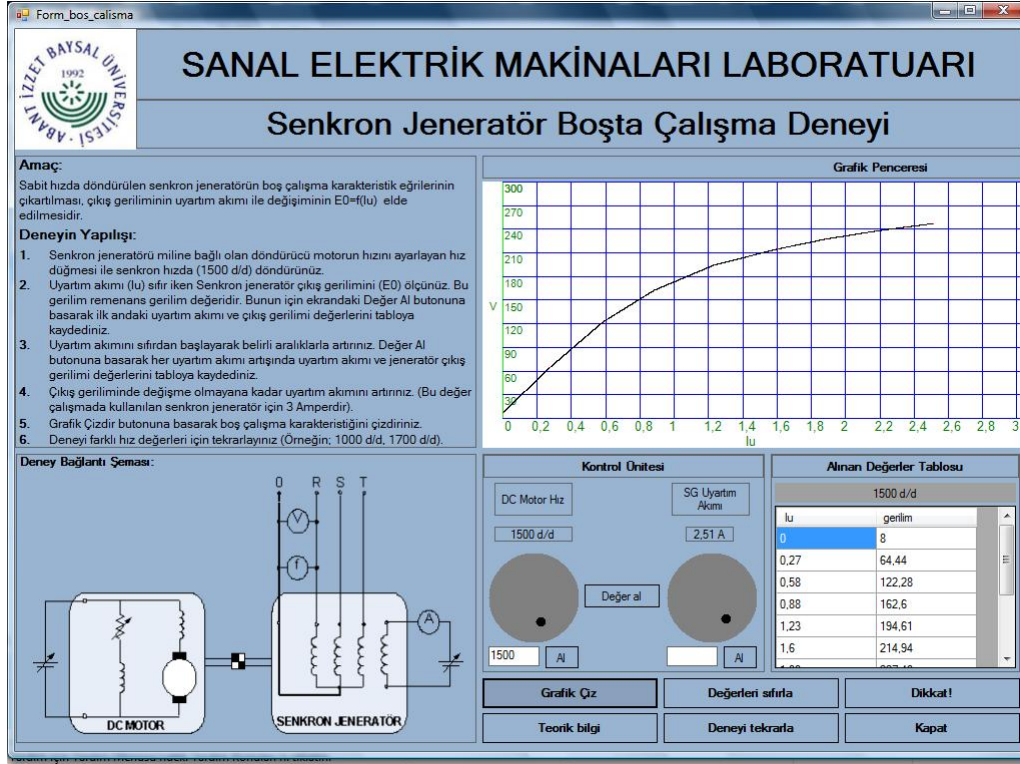 Form_bos_calisma
ABANT İZZET BAYSAL ÜNİVERSİTESİ
1992
SANAL ELEKTRİK MAKİNALARI LABORATUARI
Senkron Jeneratör Boşta Çalışma Deneyi
Amaç:
Sabit hızda döndürülen senkron jeneratörün boş çalışma karakteristik eğrilerinin
çıkartılması, çıkış geriliminin uyartım akımı ile değişiminin E0=f(Iu) elde
edilmesidir.
Deneyin Yapılışı:
1. Senkron jeneratörü miline bağlı olan döndürücü motorun hızını ayarlayan hız
düğmesi ile senkron hızda (1500 d/d) döndürünüz.
2. Uyartım akımı (Iu) sıfır iken Senkron jeneratör çıkış gerilimini (E0) ölçünüz. Bu
gerilim remenans gerilim değeridir. Bunun için ekrandaki Değer Al butonuna
basarak ilk andaki uyartım akımı ve çıkış gerilimi değerlerini tabloya
kaydediniz.
3. Uyartım akımını sıfırdan başlayarak belirli aralıklarla artırınız. Değer Al
butonuna basarak her uyartım akımı artışında uyartım akımı ve jeneratör çıkış
gerilimi değerlerini tabloya kaydediniz.
4. Çıkış geriliminde değişme olmayana kadar uyartım akımını artırınız. (Bu değer
çalışmada kullanılan senkron jeneratör için 3 Amperdir).
5. Grafik Çizdir butonuna basarak boş çalışma karakteristiğini çizdiriniz.
6. Deneyi farklı hız değerleri için tekrarlayınız (Örneğin; 1000 d/d, 1700 d/d).
Grafik Penceresi
300
270
240
210
180
V 150
120
90
60
30
0 0,2 0,4 0,6 0,8 1 1,2 1,4 1,6 1,8 2 2,2 2,4 2,6 2,8 3
Iu
Deney Bağlantı Şeması:
0 R S T
V
f
A
DC MOTOR
SENKRON JENERATÖR
Kontrol Ünitesi
DC Motor Hız
SG Uyartım
Akımı
1500 d/d
2,51 A
Değer al
1500
Al
Al
Alınan Değerler Tablosu
1500 d/d
Iu gerilim
0 8
0,27 64,44
0,58 122,28
0,88 162,6
1,23 194,61
1,6 214,94
Grafik Çiz
Değerleri sıfırla
Dikkat!
Teorik bilgi
Deneyi tekrarla
Kapat